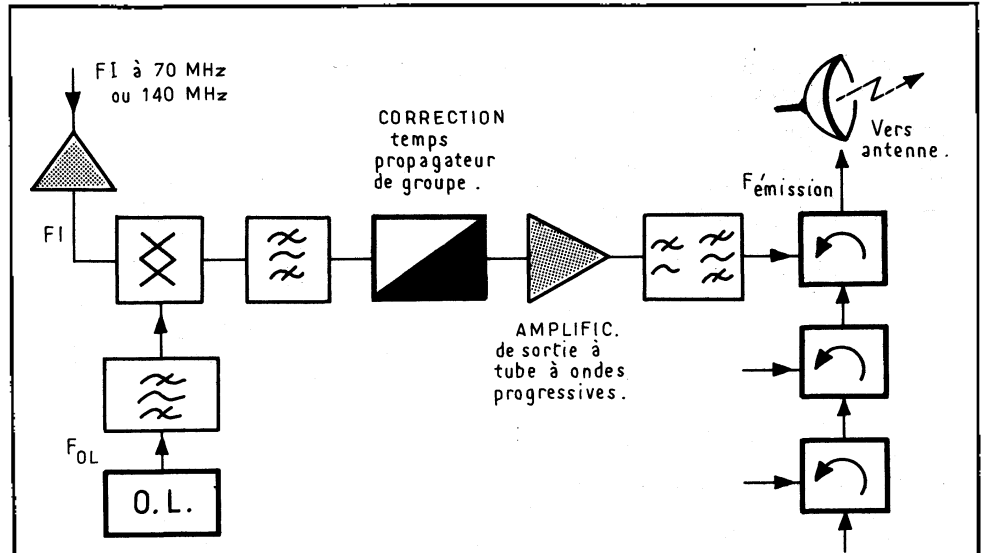 FI à 70 MHz
ou 140 MHz
CORRECTION
temps
propagateur
de groupe.
Vers
antenne.
Fémission
FI
AMPLIFIC.
de sortie à
tube à ondes
progressives.
FOL
O.L.